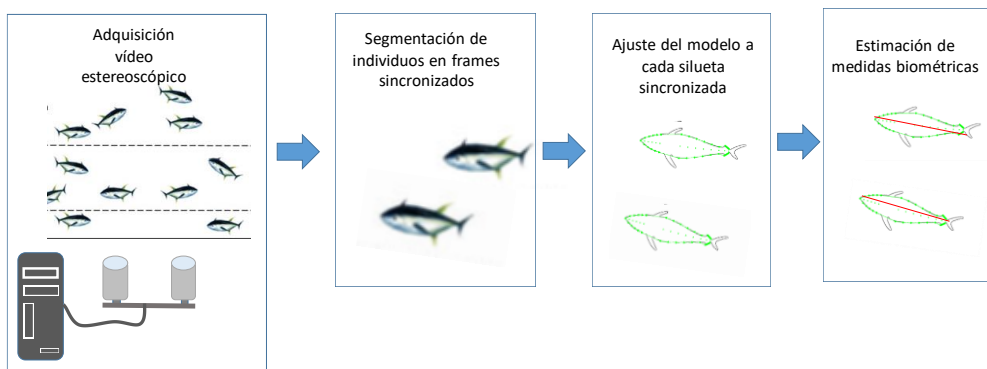 Adquisición
vídeo
estereoscópico
Segmentación de
individuos en frames
sincronizados
Ajuste del modelo a
cada silueta
sincronizada
Estimación de
medidas biométricas